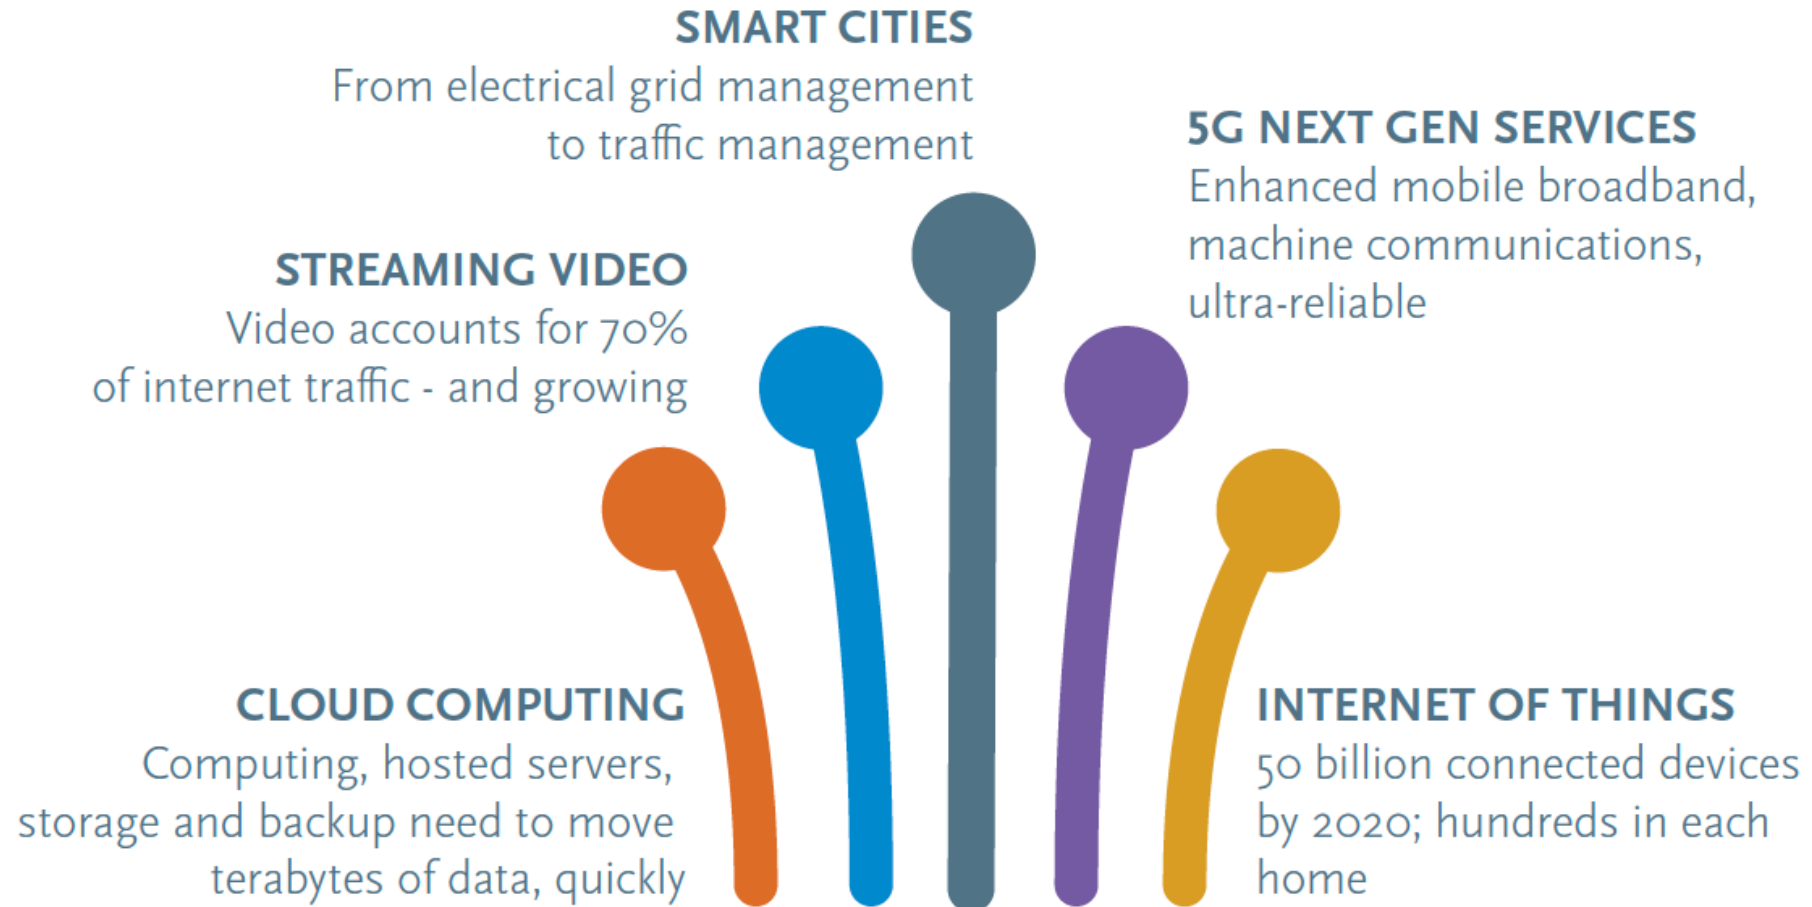 SMART CITIES
From electrical grid management
to traffic management
5G NEXT GEN SERVICES
Enhanced mobile broadband,
machine communications,
ultra-reliable
STREAMING VIDEO
Video accounts for 70%
of internet traffic - and growing
CLOUD COMPUTING
Computing, hosted servers,
storage and backup need to move
terabytes of data, quickly
INTERNET OF THINGS
50 billion connected devices
by 2020; hundreds in each
home